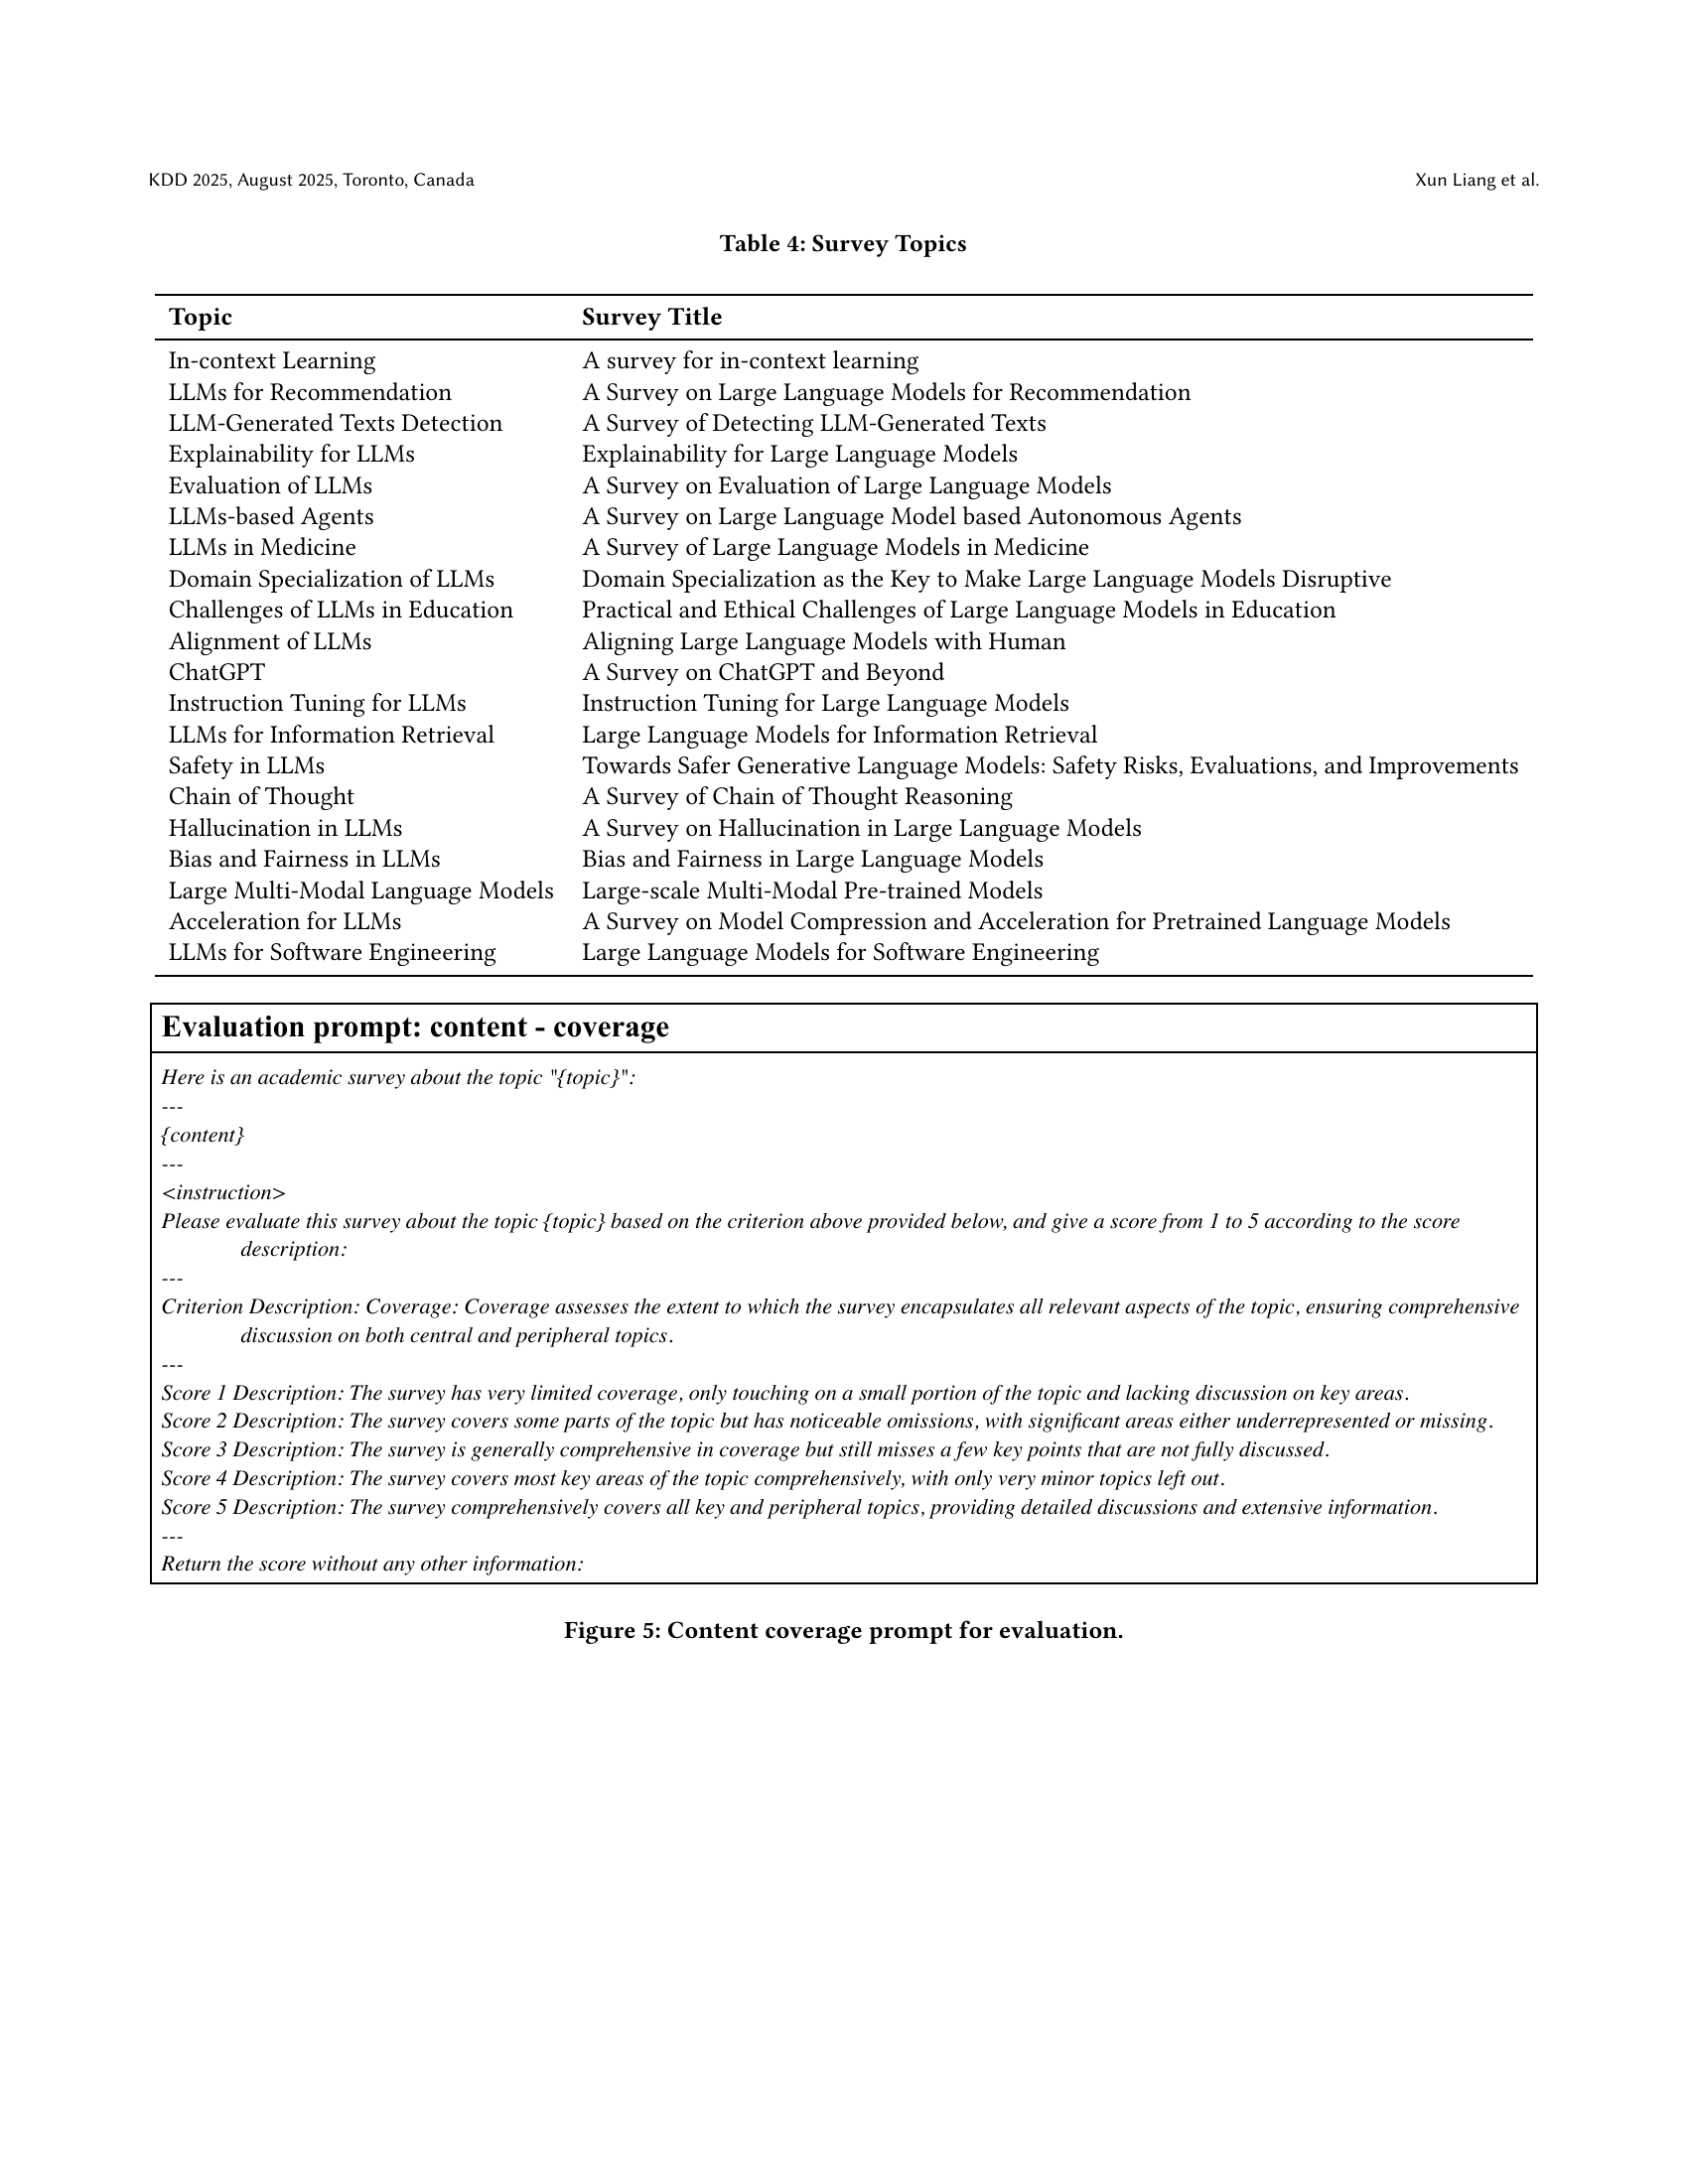 KDD 2025, August 2025, Toronto, Canada
Xun Liang et al.
Table 4: Survey Topics
Topic Survey Title
In-context Learning A survey for in-context learning
LLMs for Recommendation A Survey on Large Language Models for Recommendation
LLM-Generated Texts Detection A Survey of Detecting LLM-Generated Texts
Explainability for LLMs Explainability for Large Language Models
Evaluation of LLMs A Survey on Evaluation of Large Language Models
LLMs-based Agents A Survey on Large Language Model based Autonomous Agents
LLMs in Medicine A Survey of Large Language Models in Medicine
Domain Specialization of LLMs Domain Specialization as the Key to Make Large Language Models Disruptive
Challenges of LLMs in Education Practical and Ethical Challenges of Large Language Models in Education
Alignment of LLMs Aligning Large Language Models with Human
ChatGPT A Survey on ChatGPT and Beyond
Instruction Tuning for LLMs Instruction Tuning for Large Language Models
LLMs for Information Retrieval Large Language Models for Information Retrieval
Safety in LLMs Towards Safer Generative Language Models: Safety Risks, Evaluations, and Improvements
Chain of Thought A Survey of Chain of Thought Reasoning
Hallucination in LLMs A Survey on Hallucination in Large Language Models
Bias and Fairness in LLMs Bias and Fairness in Large Language Models
Large Multi-Modal Language Models Large-scale Multi-Modal Pre-trained Models
Acceleration for LLMs A Survey on Model Compression and Acceleration for Pretrained Language Models
LLMs for Software Engineering Large Language Models for Software Engineering
Evaluation prompt: content - coverage
Here is an academic survey about the topic "{topic}":
---
{content}
---
<instruction>
Please evaluate this survey about the topic {topic} based on the criterion above provided below, and give a score from 1 to 5 according to the score
description:
---
Criterion Description: Coverage: Coverage assesses the extent to which the survey encapsulates all relevant aspects of the topic, ensuring comprehensive
discussion on both central and peripheral topics.
---
Score 1 Description: The survey has very limited coverage, only touching on a small portion of the topic and lacking discussion on key areas.
Score 2 Description: The survey covers some parts of the topic but has noticeable omissions, with significant areas either underrepresented or missing.
Score 3 Description: The survey is generally comprehensive in coverage but still misses a few key points that are not fully discussed.
Score 4 Description: The survey covers most key areas of the topic comprehensively, with only very minor topics left out.
Score 5 Description: The survey comprehensively covers all key and peripheral topics, providing detailed discussions and extensive information.
---
Return the score without any other information:
Figure 5: Content coverage prompt for evaluation.